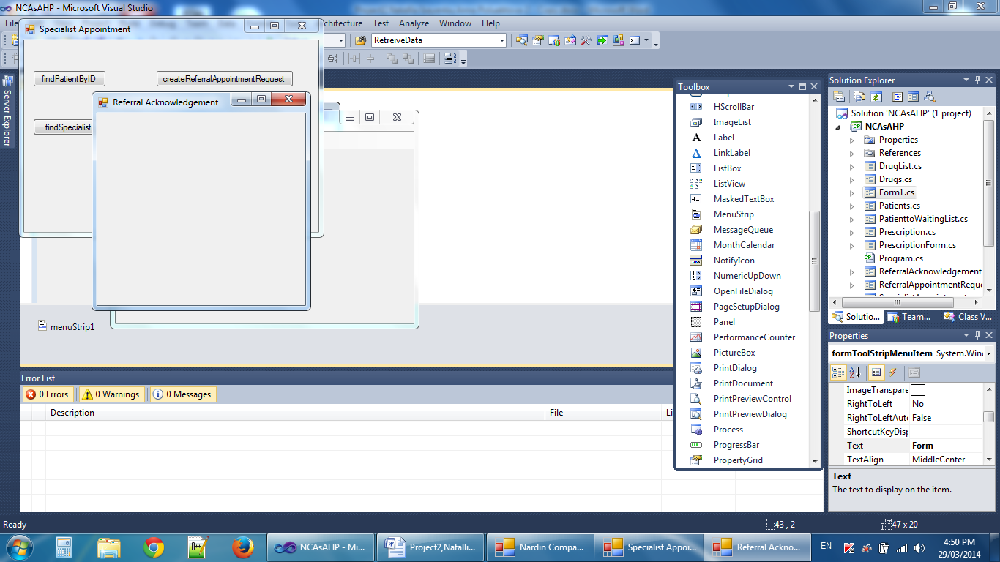 NCAsAHP - Microsoft Visual Studio
File
Architecture Test Analyze Window Help
RetreiveData
Server Explorer
Specialist Appointment
findPatientByID
createReferralAppointmentRequest
findSpecialist
Referral Acknowledgement
menuStrip1
Error List
0 Errors
0 Warnings
0 Messages
Description
File
Li
Toolbox
HelpProvider
HScrollBar
ImageList
Label
LinkLabel
ListBox
ListView
MaskedTextBox
MenuStrip
MessageQueue
MonthCalendar
NotifyIcon
NumericUpDown
OpenFileDialog
PageSetupDialog
Panel
PerformanceCounter
PictureBox
PrintDialog
PrintDocument
PrintPreviewControl
PrintPreviewDialog
Process
ProgressBar
PropertyGrid
Solution Explorer
Solution 'NCAsAHP' (1 project)
NCAsAHP
Properties
References
DrugList.cs
Drugs.cs
Form1.cs
Patients.cs
PatienttoWaitingList.cs
Prescription.cs
PrescriptionForm.cs
Program.cs
ReferralAcknowledgement
ReferralAppointmentReque
Solutio...
Team...
Class V...
Properties
formToolStripMenuItem System.Win
ImageTranspare
RightToLeft No
RightToLeftAuto False
ShortcutKeyDisp
Text Form
TextAlign MiddleCenter
Text
The text to display on the item.
Ready
43 , 2
47 x 20
NCAsAHP - Mi...
Project2,Natalli...
Nardin Compa...
Specialist Appoi...
Referral Ackno...
EN
4:50 PM
29/03/2014